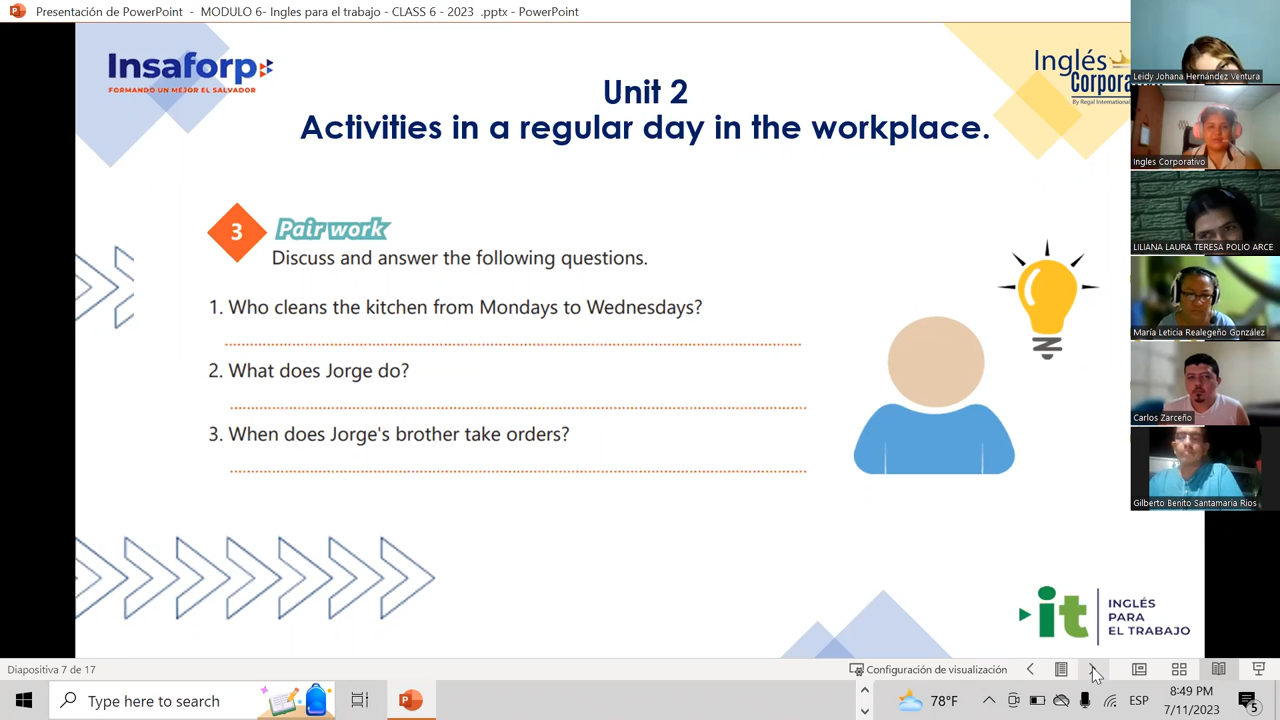 Presentación de PowerPoint - MODULO 6- Ingles para el trabajo - CLASS 6 - 2023 .pptx - PowerPoint
Insaforp
FORMANDO UN MEJOR EL SALVADOR
Inglés
Corporati
By Regal International
Unit 2
Activities in a regular day in the workplace.
3
Pair work
Discuss and answer the following questions.
1. Who cleans the kitchen from Mondays to Wednesdays?
2. What does Jorge do?
3. When does Jorge's brother take orders?
it
INGLÉS
PARA
EL TRABAJO
Leidy Johana Hernández Ventura
Ingles Corporativo
LILIANA LAURA TERESA POLIO ARCE
María Leticia Realegeño González
Carlos Zarceño
Gilberto Benito Santamaria Rios
Diapositiva 7 de 17
Configuración de visualización
Type here to search
78°F
ESP
8:49 PM
7/11/2023
5